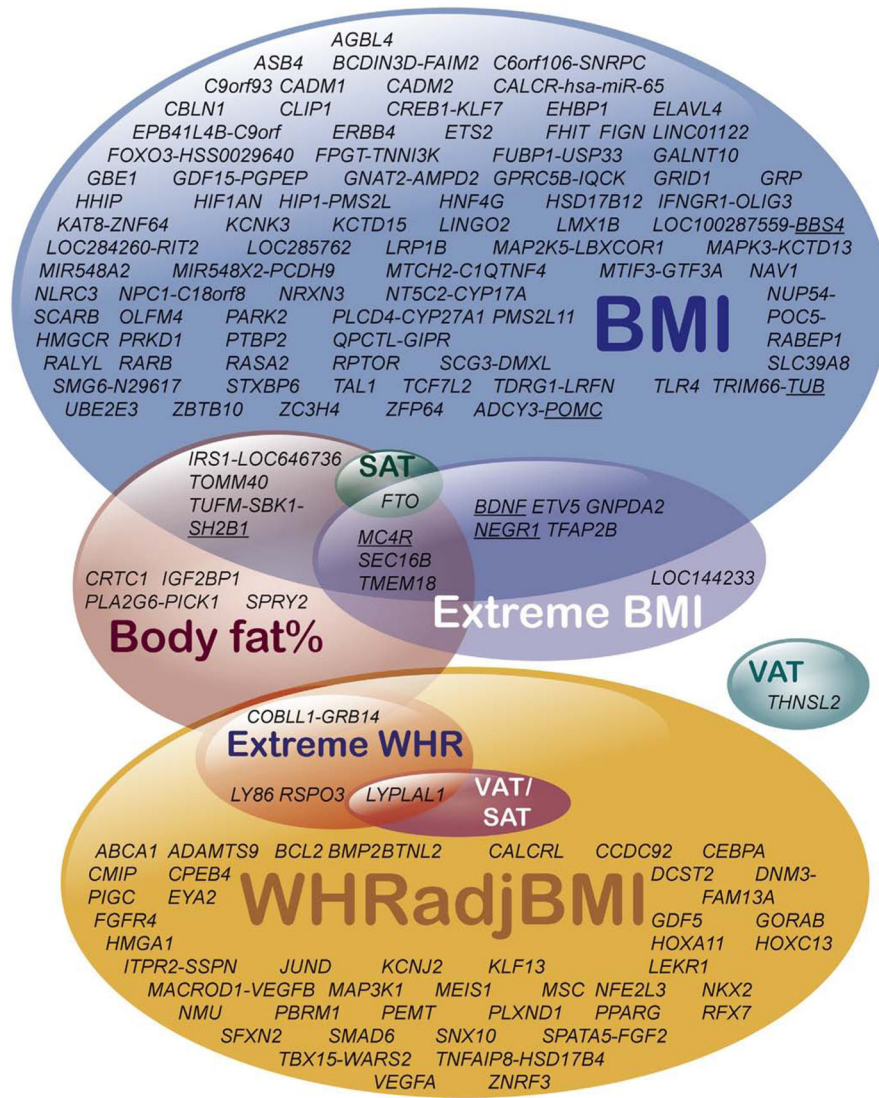 AGBL4
ASB4 BCDIN3D-FAIM2 C6orf106-SNRPC
C9orf93 CADM1 CADM2 CALCR-hsa-miR-65
CBLN1 CLIP1 CREB1-KLF7 EHBP1 ELAVL4
EPB41L4B-C9orf ERBB4 ETS2 FHIT FIGN LINC01122
FOXO3-HSS0029640 FPGT-TNNI3K FUBP1-USP33 GALNT10
GBE1 GDF15-PGPEP GNAT2-AMPD2 GPRC5B-IQCK GRID1 GRP
HHIP HIF1AN HIP1-PMS2L HNF4G HSD17B12 IFNGR1-OLIG3
KAT8-ZNF64 KCNK3 KCTD15 LINGO2 LMX1B LOC100287559-BBS4
LOC284260-RIT2 LOC285762 LRP1B MAP2K5-LBXCOR1 MAPK3-KCTD13
MIR548A2 MIR548X2-PCDH9 MTCH2-C1QTNF4 MTIF3-GTF3A NAV1
NLRC3 NPC1-C18orf8 NRXN3 NT5C2-CYP17A NUP54-
SCARB OLFM4 PARK2 PLCD4-CYP27A1 PMS2L11 BMI POC5-
HMGCR PRKD1 PTBP2 QPCTL-GIPR RABEP1
RALYL RARB RASA2 RPTOR SCG3-DMXL SLC39A8
SMG6-N29617 STXBP6 TAL1 TCF7L2 TDRG1-LRFN TLR4 TRIM66-TUB
UBE2E3 ZBTB10 ZC3H4 ZFP64 ADCY3-POMC
IRS1-LOC646736
TOMM40
TUFM-SBK1-
SH2B1
SAT
FTO
BDNF ETV5 GNPDA2
NEGR1 TFAP2B
MC4R
SEC16B
TMEM18
LOC144233
Extreme BMI
CRTC1 IGF2BP1
PLA2G6-PICK1 SPRY2
Body fat%
VAT
THNSL2
COBLL1-GRB14
Extreme WHR
LY86 RSPO3 LYPLAL1
VAT/
SAT
ABCA1 ADAMTS9 BCL2 BMP2BTNL2 CALCRL CCDC92 CEBPA
CMIP CPEB4 DCST2 DNM3-
PIGC EYA2 WHRadjBMI FAM13A
FGFR4 GDF5 GORAB
HMGA1 HOXA11 HOXC13
ITPR2-SSPN JUND KCNJ2 KLF13 LEKR1
MACROD1-VEGFB MAP3K1 MEIS1 MSC NFE2L3 NKX2
NMU PBRM1 PEMT PLXND1 PPARG RFX7
SFXN2 SMAD6 SNX10 SPATA5-FGF2
TBX15-WARS2 TNFAIP8-HSD17B4
VEGFA ZNRF3